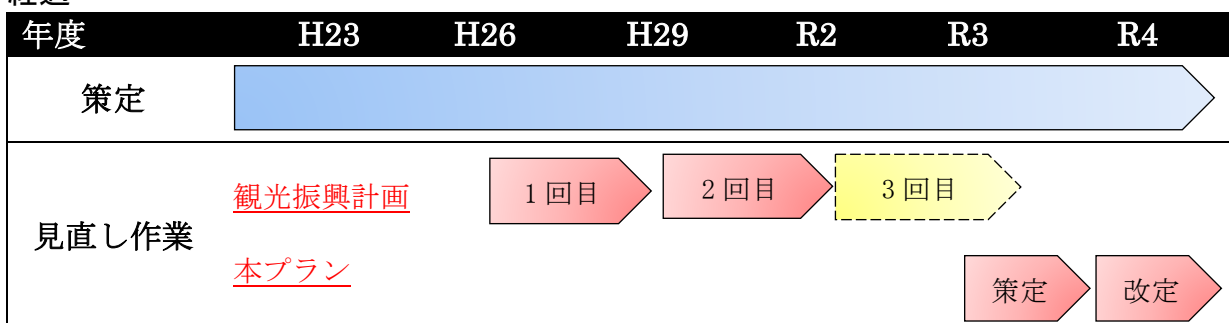 年度 H23 H26 H29 R2 R3 R4
策定
見直し作業
観光振興計画 1回目 2回目 3回目
本プラン 策定 改定